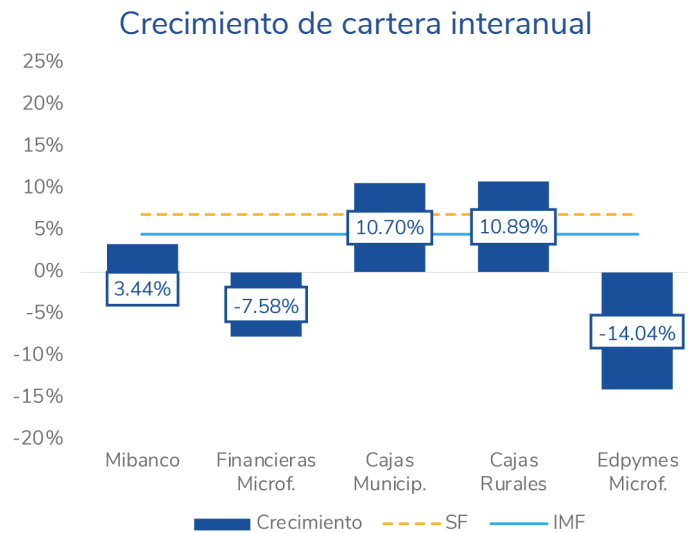 Crecimiento de cartera interanual
25%
20%
15%
10%
5%
0%
-5%
-10%
-15%
-20%
3.44%
-7.58%
10.70%
10.89%
-14.04%
Mibanco
Financieras
Microf.
Cajas
Municip.
Cajas
Rurales
Edpymes
Microf.
Crecimiento
SF
IMF